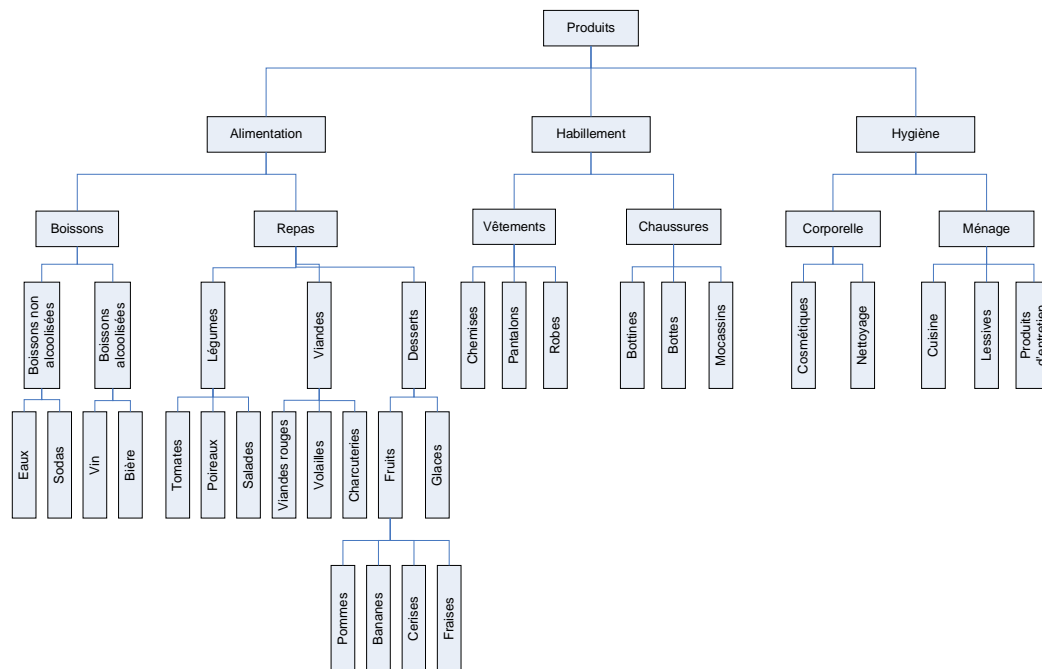 Produits
Alimentation
Habillement
Hygiène
Boissons
Repas
Vêtements
Chaussures
Corporelle
Ménage
Boissons non
alcoolisées
Boissons
alcoolisées
Légumes
Viandes
Desserts
Chemises
Pantalons
Robes
Bottines
Bottes
Mocassins
Cosmétiques
Nettoyage
Cuisine
Lessives
Produits
d'entretien
Eaux
Sodas
Vin
Bière
Tomates
Poireaux
Salades
Viandes rouges
Volailles
Charcuteries
Fruits
Glaces
Pommes
Bananes
Cerises
Fraises